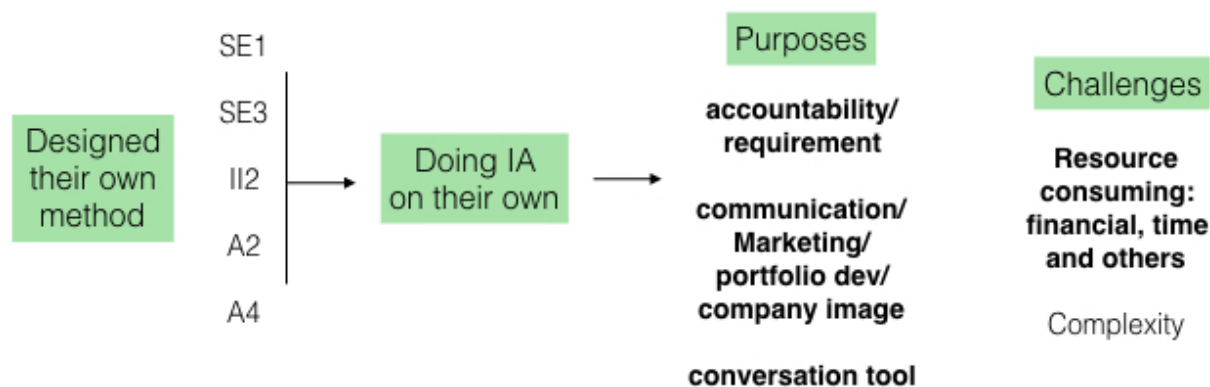 Designed
their own
method
SE1
SE3
II2
A2
A4
Doing IA
on their own
Purposes
accountability/
requirement
communication/
Marketing/
portfolio dev/
company image
conversation tool
Challenges
Resource
consuming:
financial, time
and others
Complexity